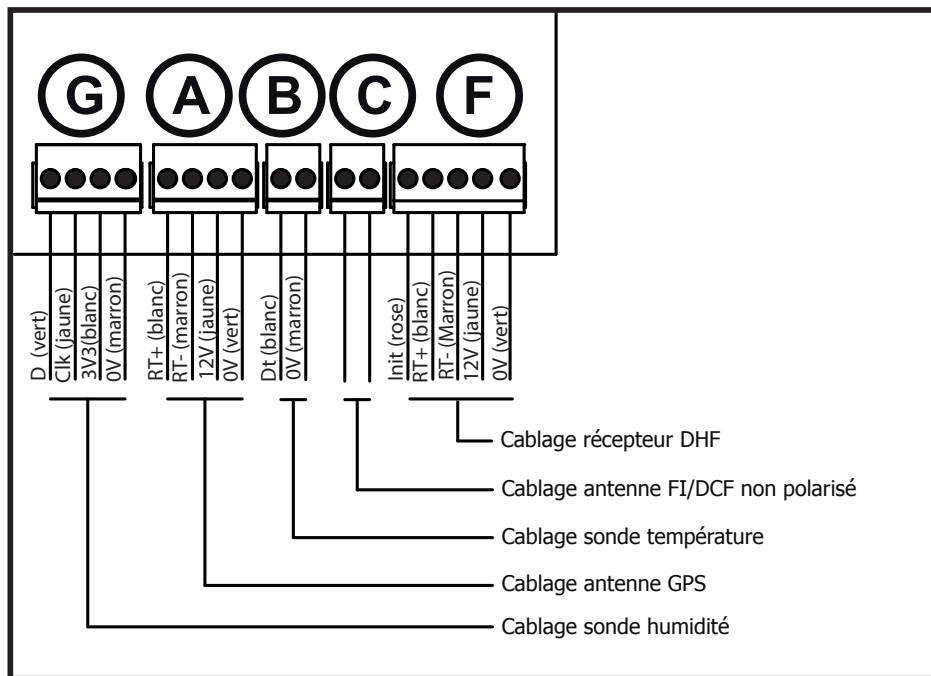 G A B C F
D (vert)
Clk (jaune)
3V3(blanc)
0V (marron)
RT+ (blanc)
RT- (marron)
12V (jaune)
0V (vert)
Dt (blanc)
0V (marron)
Init (rose)
RT+ (blanc)
RT- (Marron)
12V (jaune)
0V (vert)
Cablage récepteur DHF
Cablage antenne FI/DCF non polarisé
Cablage sonde température
Cablage antenne GPS
Cablage sonde humidité